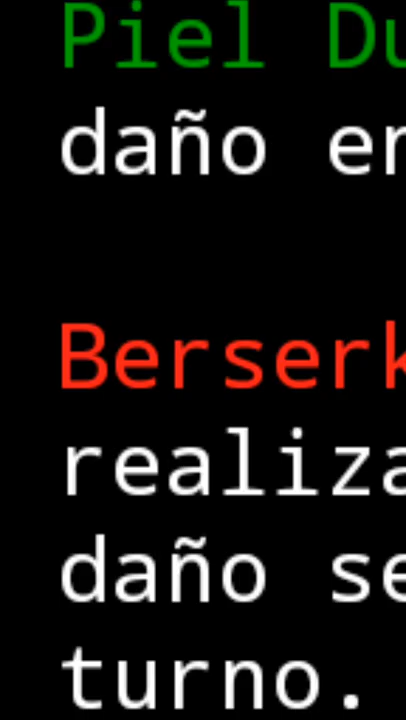 Piel Du
daño en
Berserk
realiza
daño se
turno.